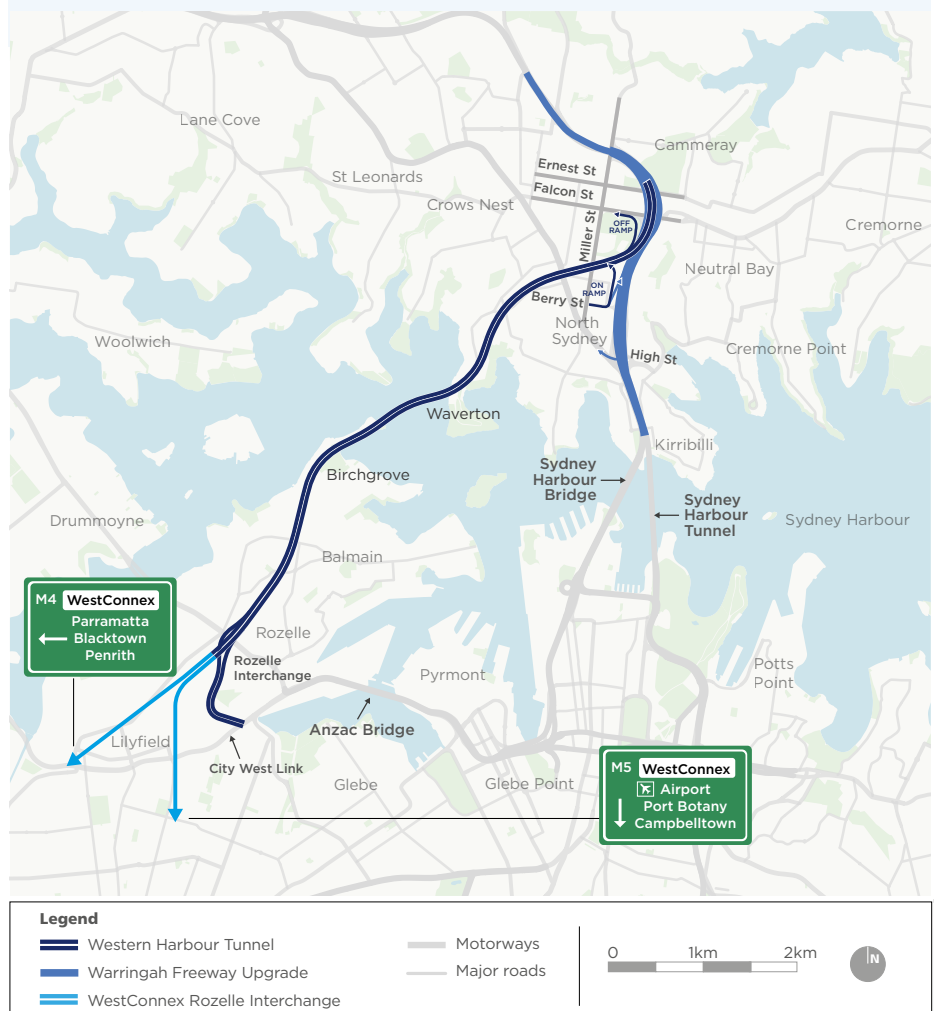 Lane Cove
Cammeray
Ernest St
St Leonards
Falcon St
Crows Nest
Miller St
OFF
RAMP
Cremorne
Neutral Bay
ON
RAMP
Berry St
North
Sydney
Woolwich
High St
Cremorne Point
Waverton
Kirribilli
Birchgrove
Sydney
Harbour
Bridge
Sydney
Harbour
Tunnel
Drummoyne
Sydney Harbour
Balmain
M4 WestConnex
Parramatta
Blacktown
Penrith
Rozelle
Rozelle
Interchange
Pyrmont
Potts
Point
Anzac Bridge
Lilyfield
City West Link
Glebe
Glebe Point
M5 WestConnex
Airport
Port Botany
Campbelltown
Legend
Western Harbour Tunnel
Warringah Freeway Upgrade
WestConnex Rozelle Interchange
Motorways
Major roads
0 1km 2km
N